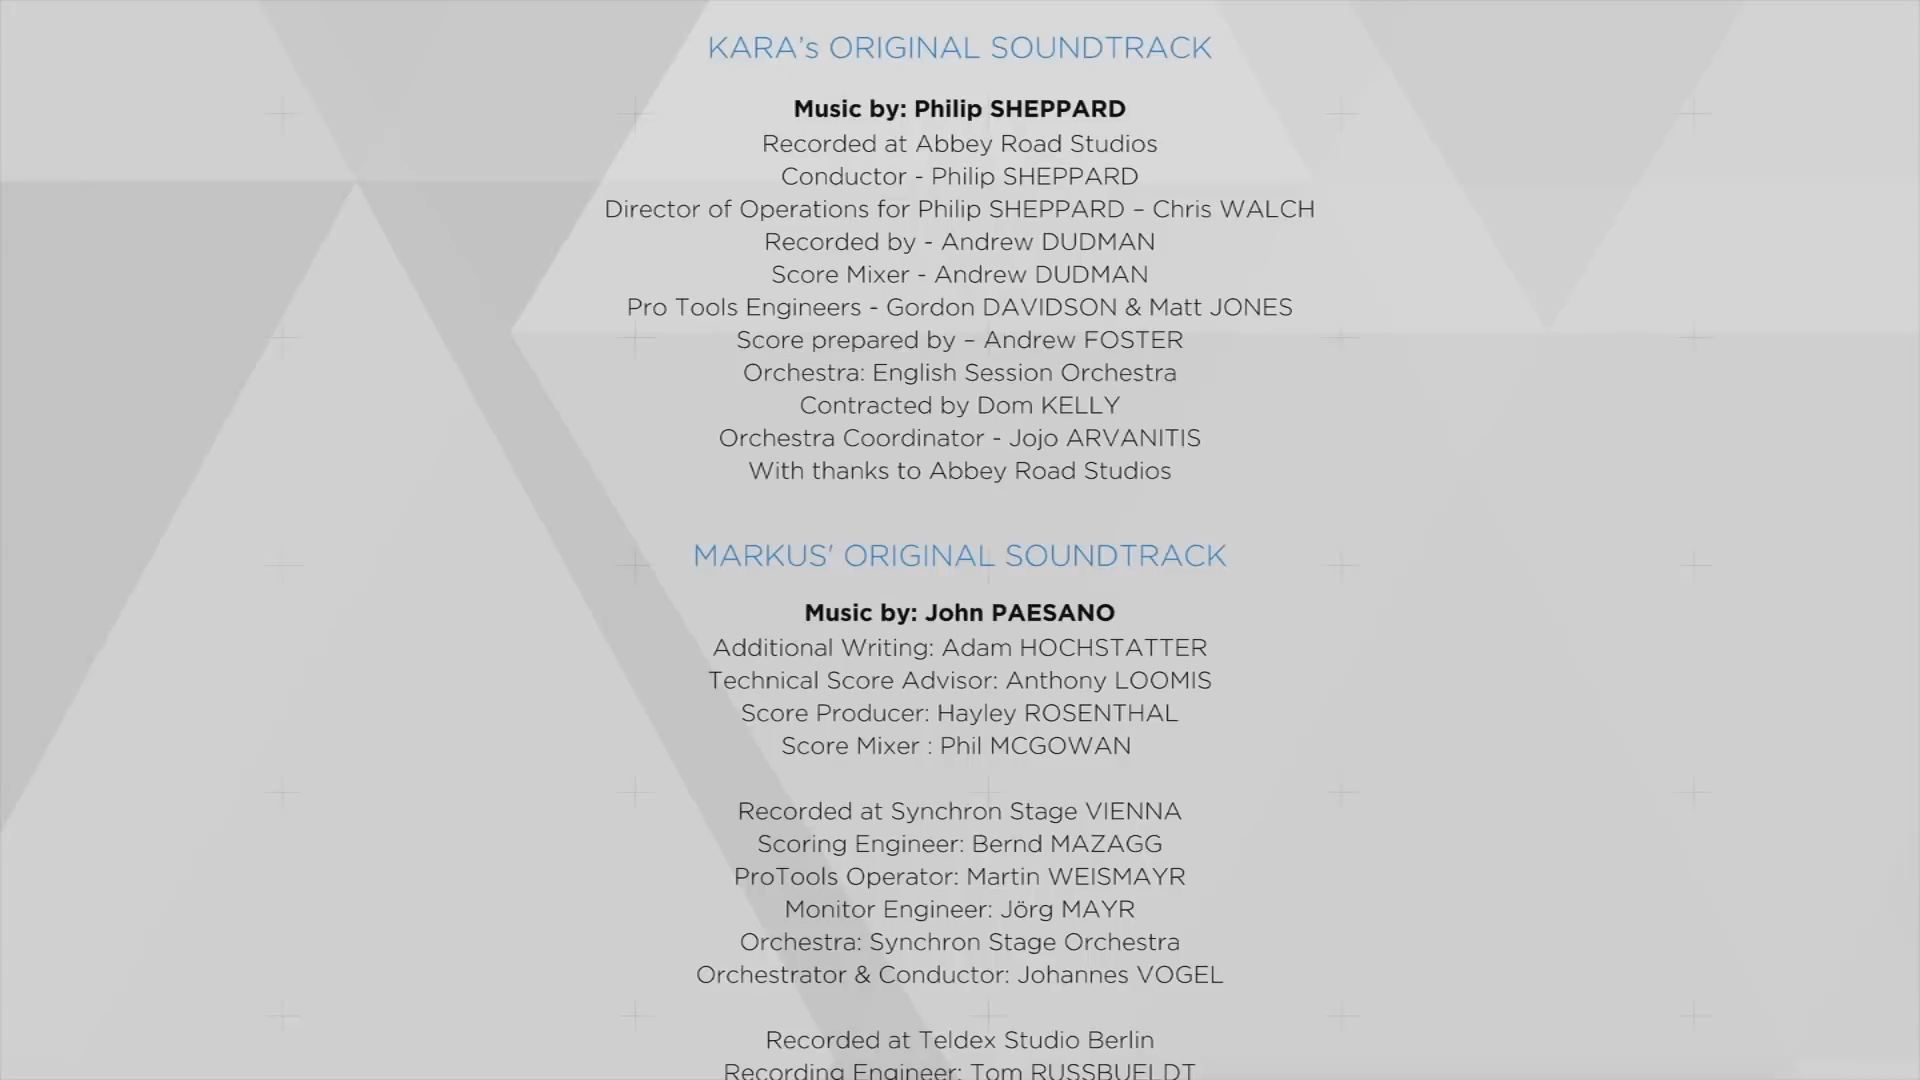 KARA's ORIGINAL SOUNDTRACK
Music by: Philip SHEPPARD
Recorded at Abbey Road Studios
Conductor - Philip SHEPPARD
Director of Operations for Philip SHEPPARD – Chris WALCH
Recorded by - Andrew DUDMAN
Score Mixer - Andrew DUDMAN
Pro Tools Engineers - Gordon DAVIDSON & Matt JONES
Score prepared by – Andrew FOSTER
Orchestra: English Session Orchestra
Contracted by Dom KELLY
Orchestra Coordinator - Jojo ARVANITIS
With thanks to Abbey Road Studios
MARKUS' ORIGINAL SOUNDTRACK
Music by: John PAESANO
Additional Writing: Adam HOCHSTATTER
Technical Score Advisor: Anthony LOOMIS
Score Producer: Hayley ROSENTHAL
Score Mixer : Phil MCGOWAN
Recorded at Synchron Stage VIENNA
Scoring Engineer: Bernd MAZAGG
ProTools Operator: Martin WEISMAYR
Monitor Engineer: Jörg MAYR
Orchestra: Synchron Stage Orchestra
Orchestrator & Conductor: Johannes VOGEL
Recorded at Teldex Studio Berlin
Recording Engineer: Tom RUSSBUELDT